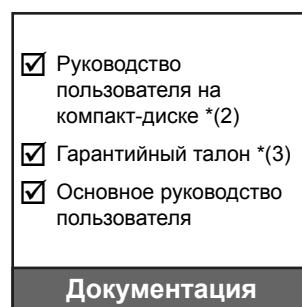 Руководство
пользователя на
компакт-диске *(2)
Гарантийный талон *(3)
Основное руководство
пользователя
Документация